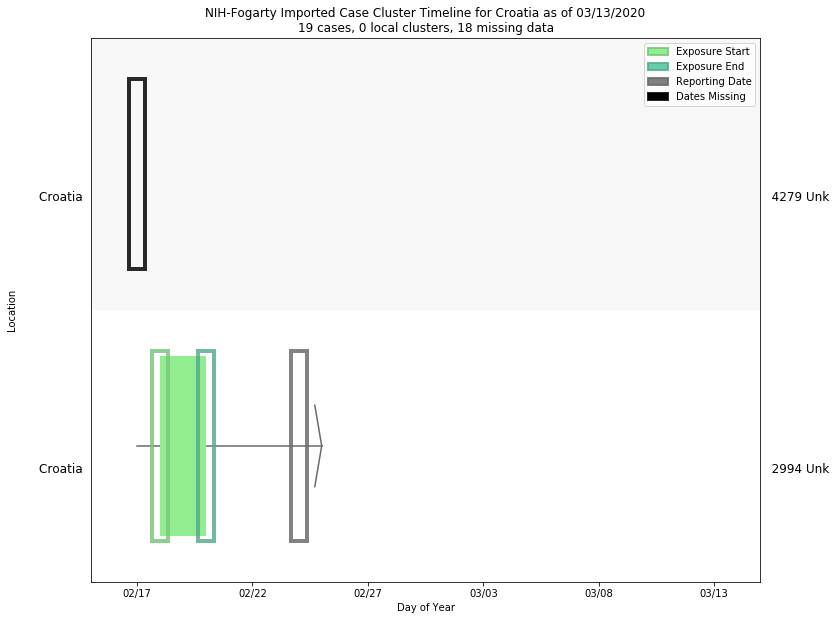 NIH-Fogarty Imported Case Cluster Timeline for Croatia as of 03/13/2020
19 cases, 0 local clusters, 18 missing data
Exposure Start
Exposure End
Reporting Date
Dates Missing
Croatia
4279 Unk
Location
Croatia
2994 Unk
02/17 02/22 02/27 03/03 03/08 03/13
Day of Year